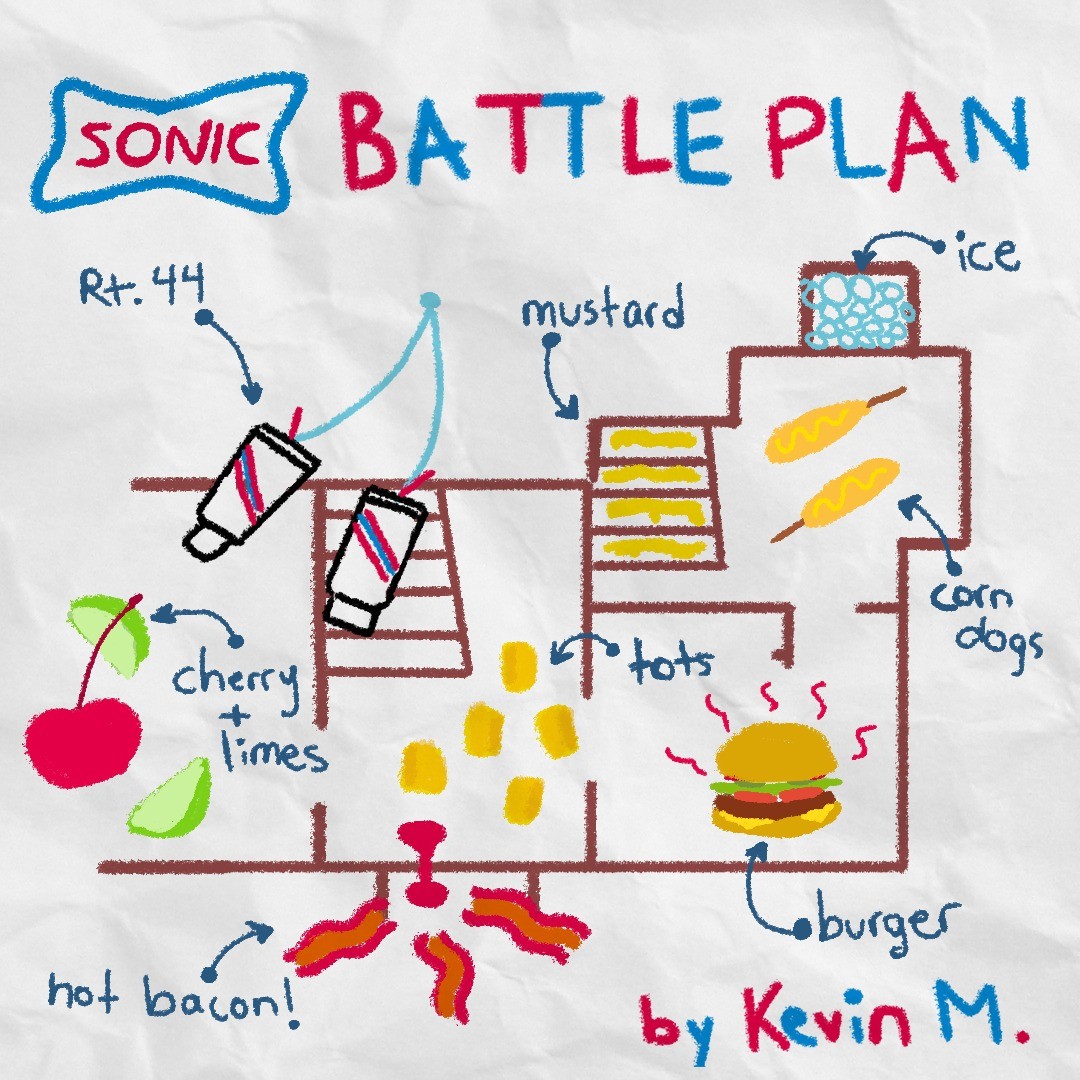 SONIC BATTLE PLAN
ice
Rt. 44
mustard
corn
dogs
tots
cherry
+
limes
burger
hot bacon!
by Kevin M.